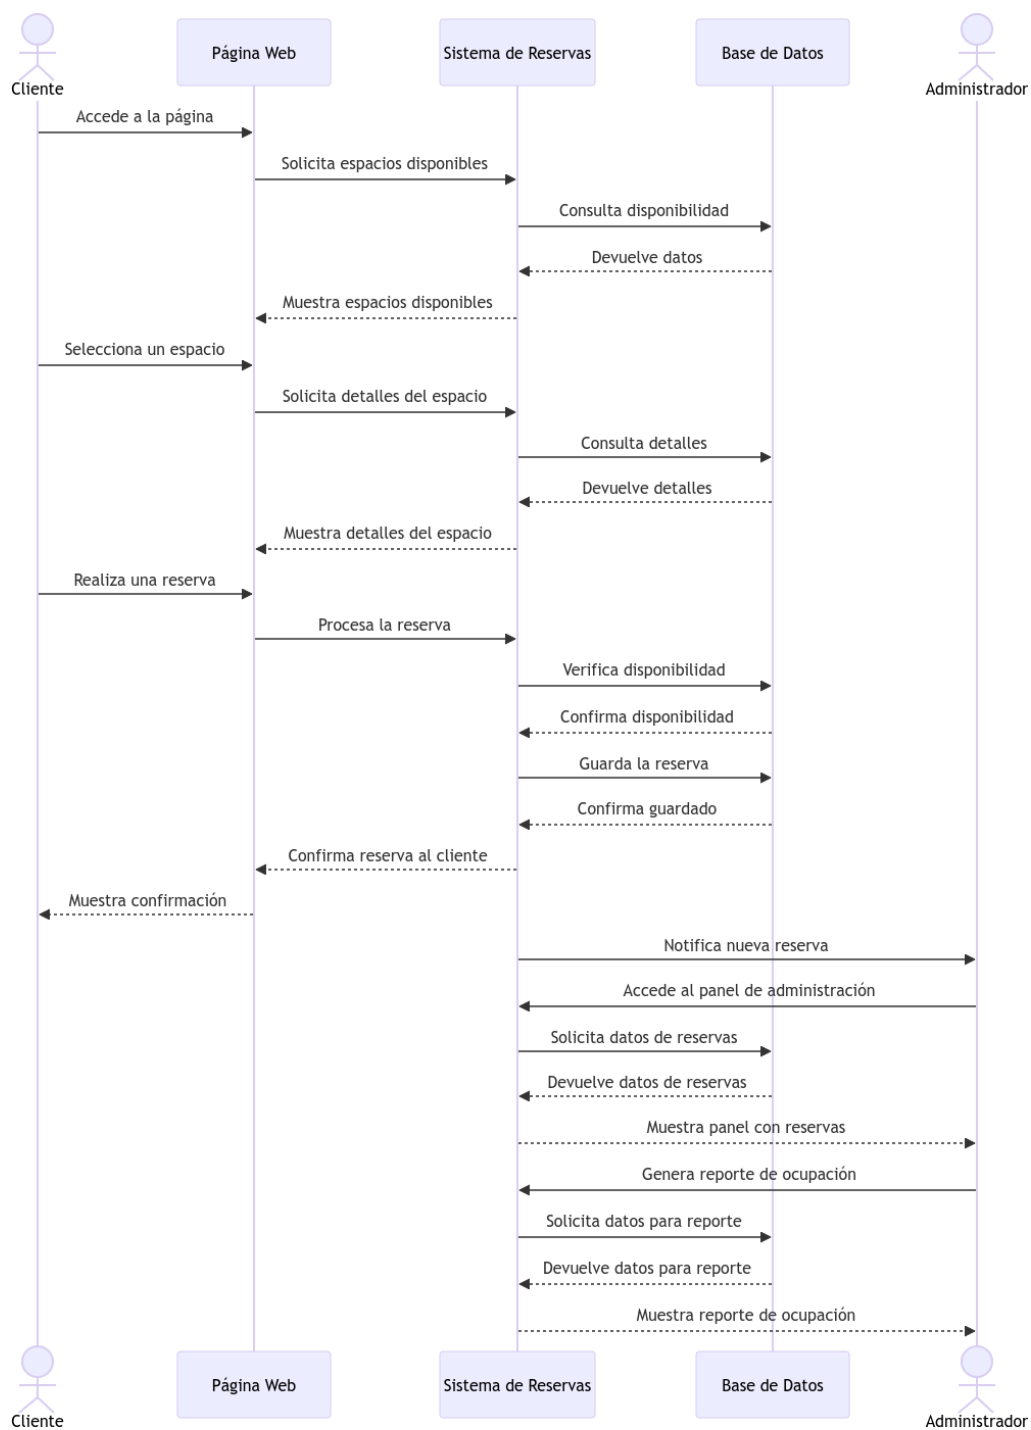 Cliente
Página Web
Sistema de Reservas
Base de Datos
Administrador
Accede a la página
Solicita espacios disponibles
Consulta disponibilidad
Devuelve datos
Muestra espacios disponibles
Selecciona un espacio
Solicita detalles del espacio
Consulta detalles
Devuelve detalles
Muestra detalles del espacio
Realiza una reserva
Procesa la reserva
Verifica disponibilidad
Confirma disponibilidad
Guarda la reserva
Confirma guardado
Confirma reserva al cliente
Muestra confirmación
Notifica nueva reserva
Accede al panel de administración
Solicita datos de reservas
Devuelve datos de reservas
Muestra panel con reservas
Genera reporte de ocupación
Solicita datos para reporte
Devuelve datos para reporte
Muestra reporte de ocupación
Cliente
Página Web
Sistema de Reservas
Base de Datos
Administrador